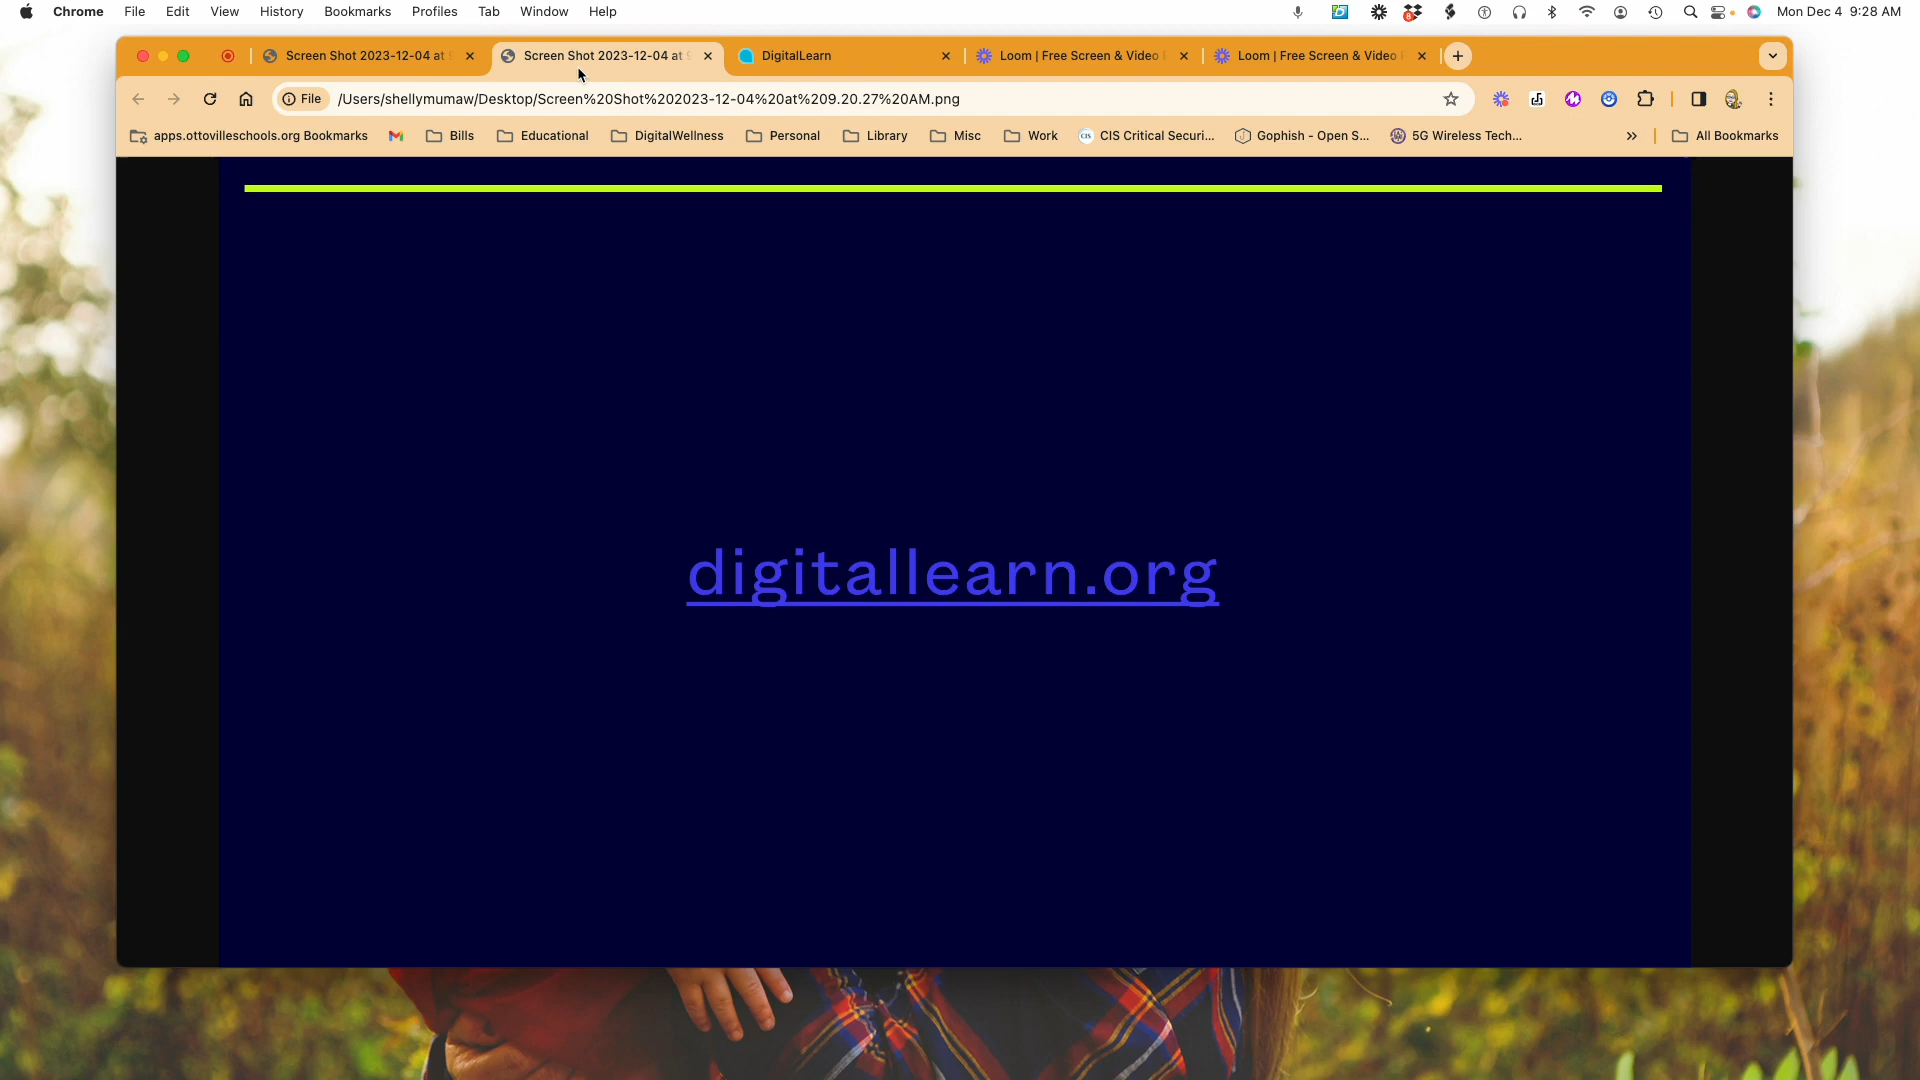 Chrome File Edit View History Bookmarks Profiles Tab Window Help 8 Mon Dec 4 9:28 AM
Screen Shot 2023-12-04 at Screen Shot 2023-12-04 at DigitalLearn Loom | Free Screen & Video Loom | Free Screen & Video
File /Users/shellymumaw/Desktop/Screen%20Shot%202023-12-04%20at%209.20.27%20AM.png
apps.ottovilleschools.org Bookmarks Bills Educational DigitalWellness Personal Library Misc Work CIS CIS Critical Securi... Gophish - Open S... 5G Wireless Tech... » All Bookmarks
digitallearn.org